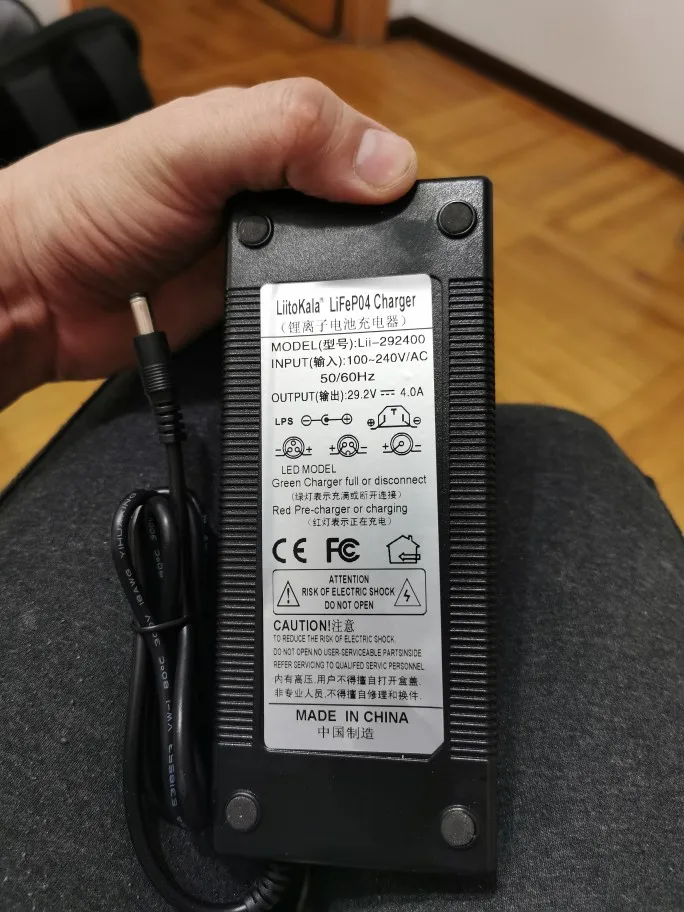 LiitoKala® LiFePO4 Charger
(锂离子电池充电器)
MODEL(型号):Lii-292400
INPUT(输入):100~240V/AC
50/60Hz
OUTPUT(输出):29.2V 4.0A
LPS
T
LED MODEL
Green Charger full or disconnect
(绿灯表示充满或断开连接)
Red Pre-charger or charging
(红灯表示正在充电)
CE FC
ATTENTION
RISK OF ELECTRIC SHOCK
DO NOT OPEN
CAUTION!注意
TO REDUCE THE RISK OF ELECTRIC SHOCK.
DO NOT OPEN.NO USER-SERVICEABLE PARTSINSIDE
REFER SERVICING TO QUALIFED SERVIC PERSONNEL.
内有高压.用户不得擅自打开盒盖.
非专业人员,不得擅自修理和换件.
MADE IN CHINA
中国制造
18AWG
80°C
VW-1